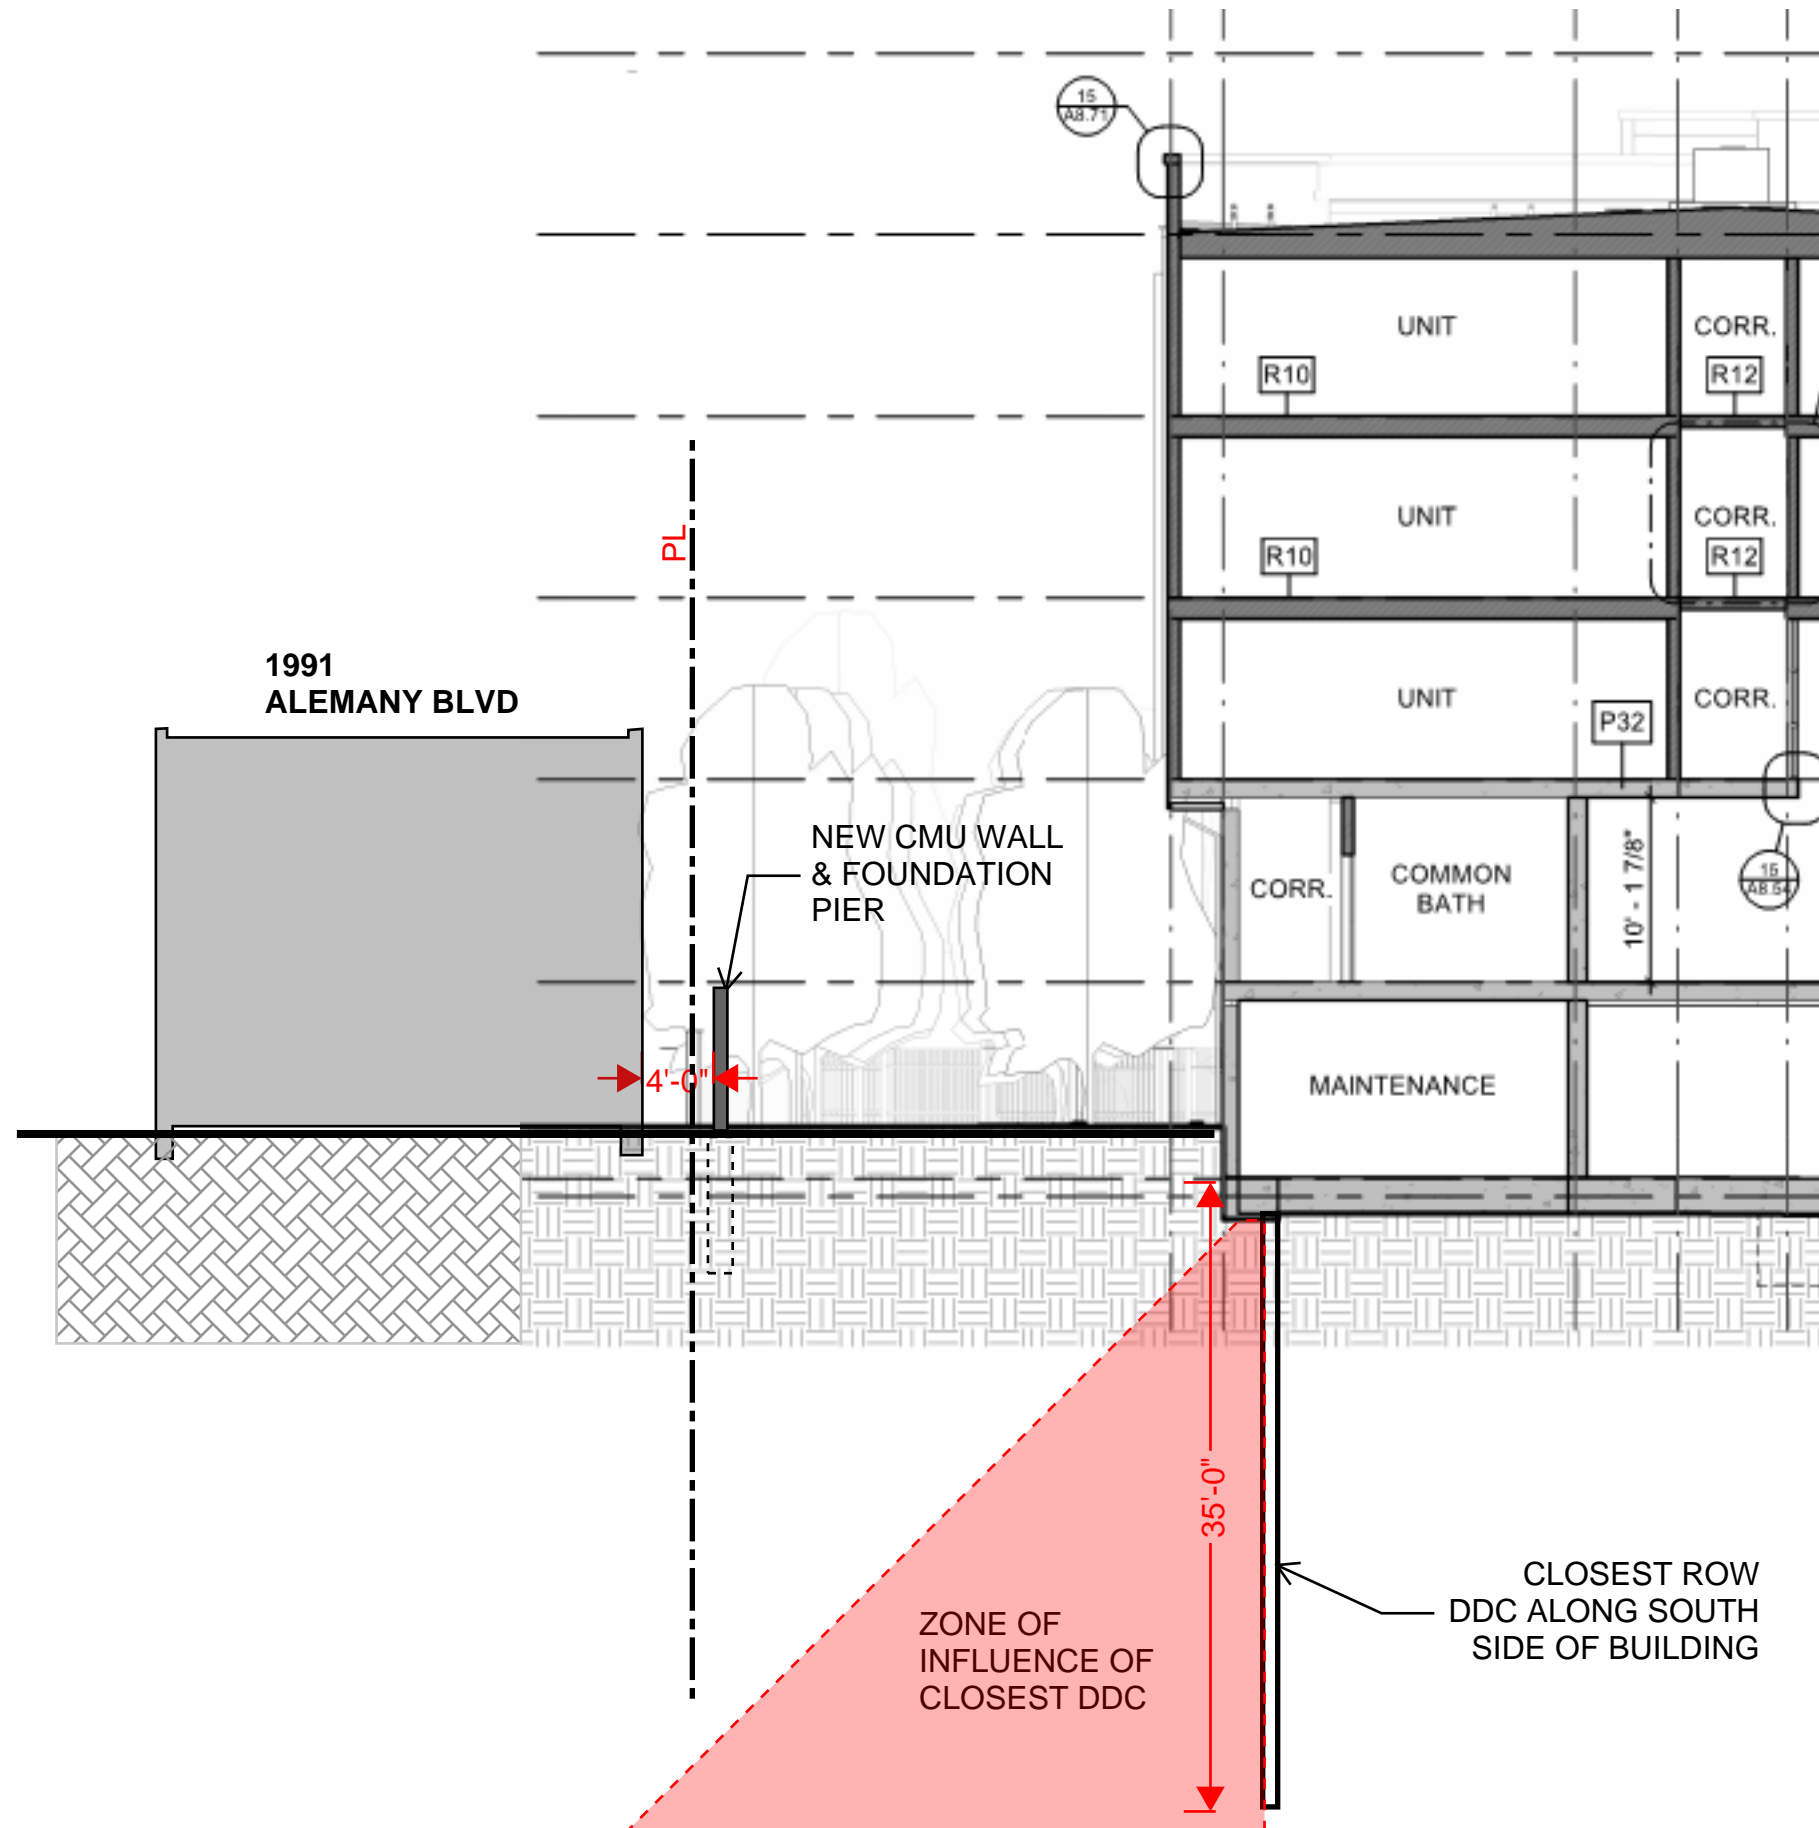 15
A8.71
UNIT
CORR.
R10
R12
PL
UNIT
CORR.
R10
R12
1991
ALEMANY BLVD
UNIT
CORR.
P32
NEW CMU WALL
& FOUNDATION
PIER
CORR.
COMMON
BATH
10' - 1 7/8"
15
A8.54
4'-0"
MAINTENANCE
35'-0"
CLOSEST ROW
DDC ALONG SOUTH
SIDE OF BUILDING
ZONE OF
INFLUENCE OF
CLOSEST DDC